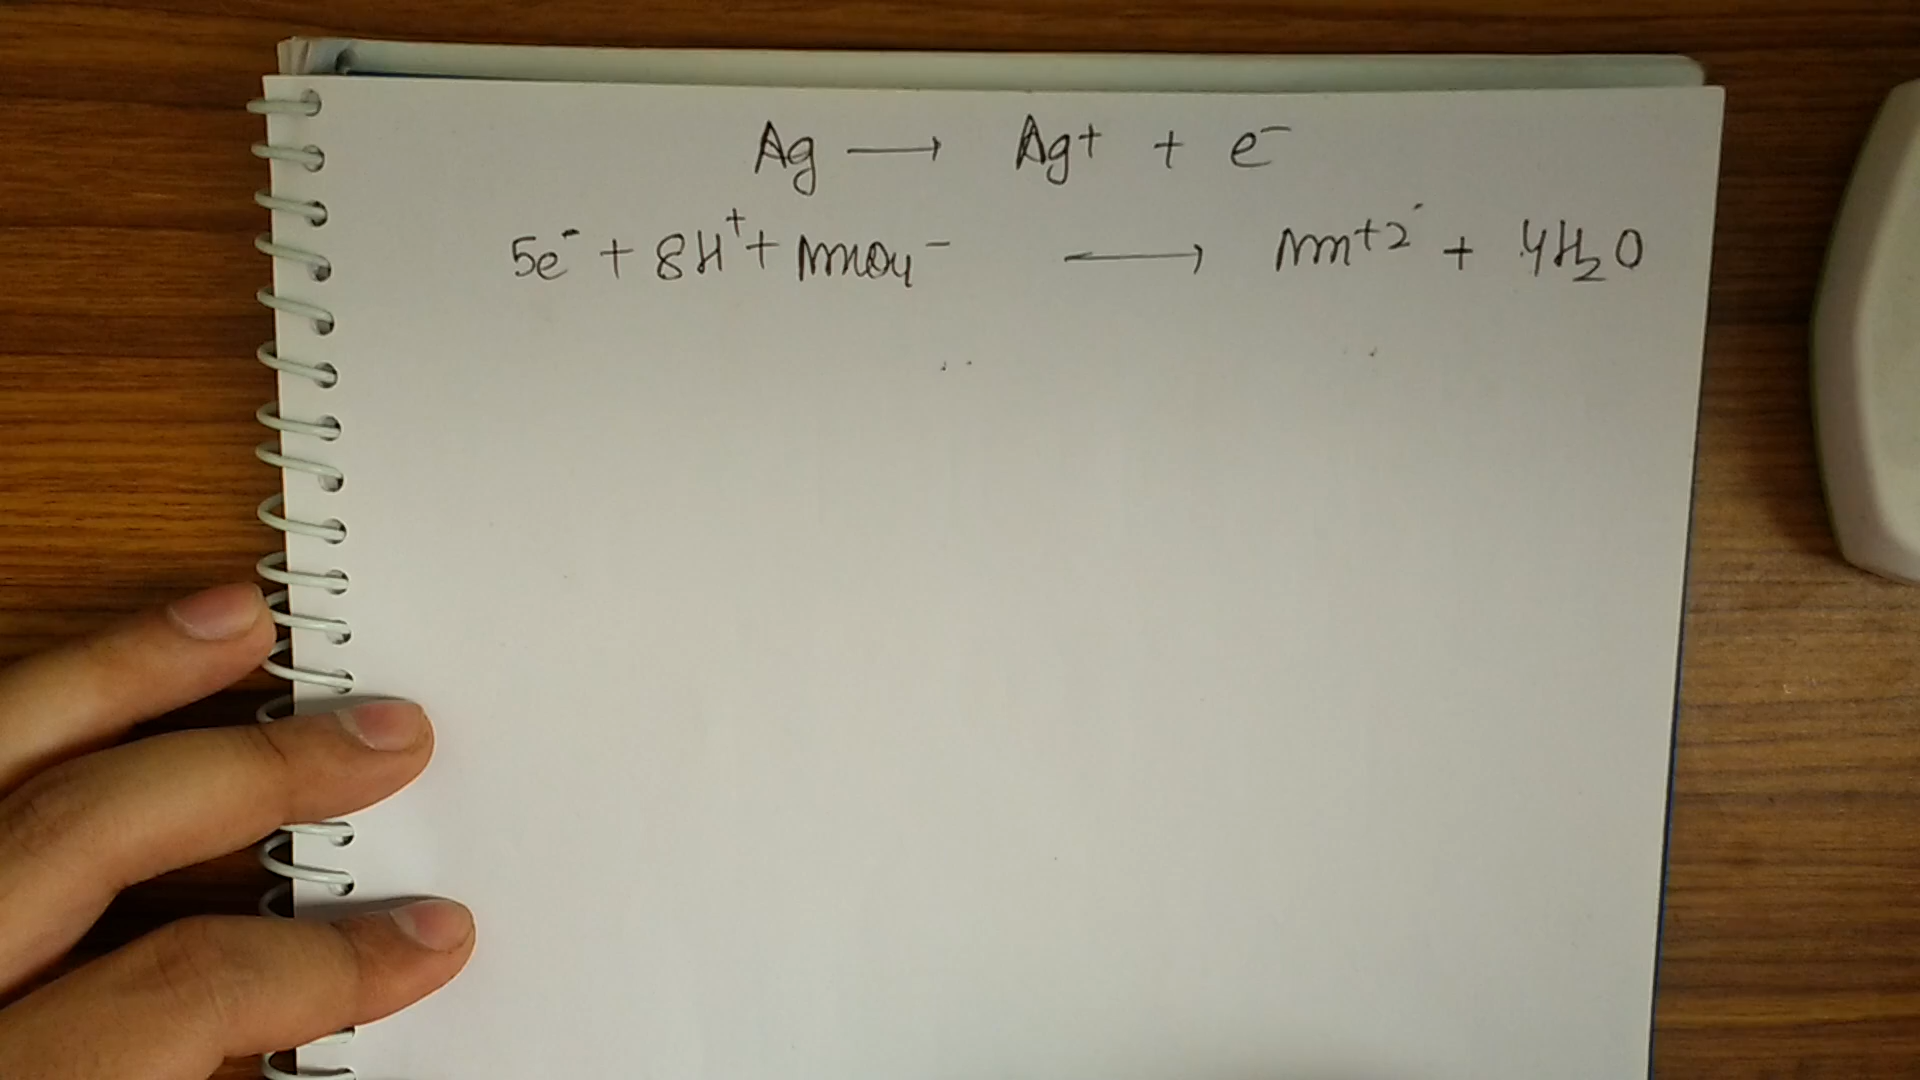 Ag → Ag+ + e⁻
5e⁻ + 8H⁺ + MnO4⁻ → Mn+2 + 4H₂O